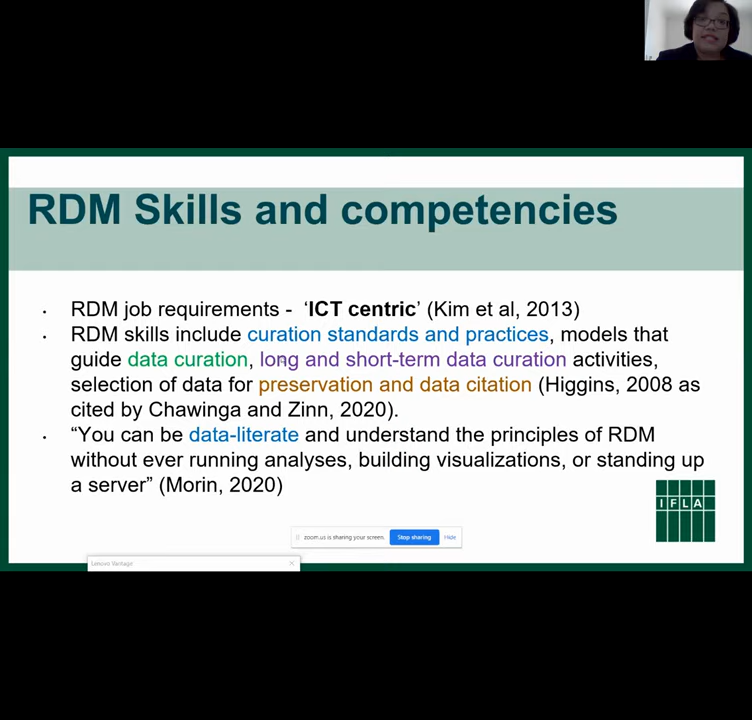 RDM Skills and competencies
• RDM job requirements - ‘ICT centric’ (Kim et al, 2013)
• RDM skills include curation standards and practices, models that
guide data curation, long and short-term data curation activities,
selection of data for preservation and data citation (Higgins, 2008 as
cited by Chawinga and Zinn, 2020).
• “You can be data-literate and understand the principles of RDM
without ever running analyses, building visualizations, or standing up
a server” (Morin, 2020)
IFLA
zoom.us is sharing your screen. Stop sharing Hide
Lenovo Vantage